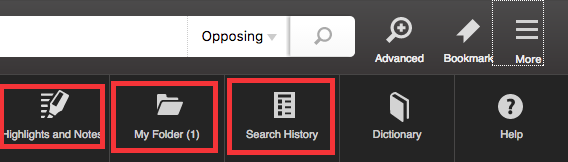 Opposing
Advanced Bookmark More
Highlights and Notes My Folder (1) Search History Dictionary Help